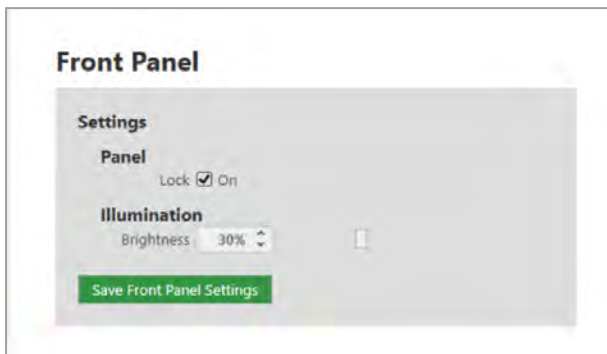 Front Panel
Settings
Panel
Lock On
Illumination
Brightness 30%
Save Front Panel Settings